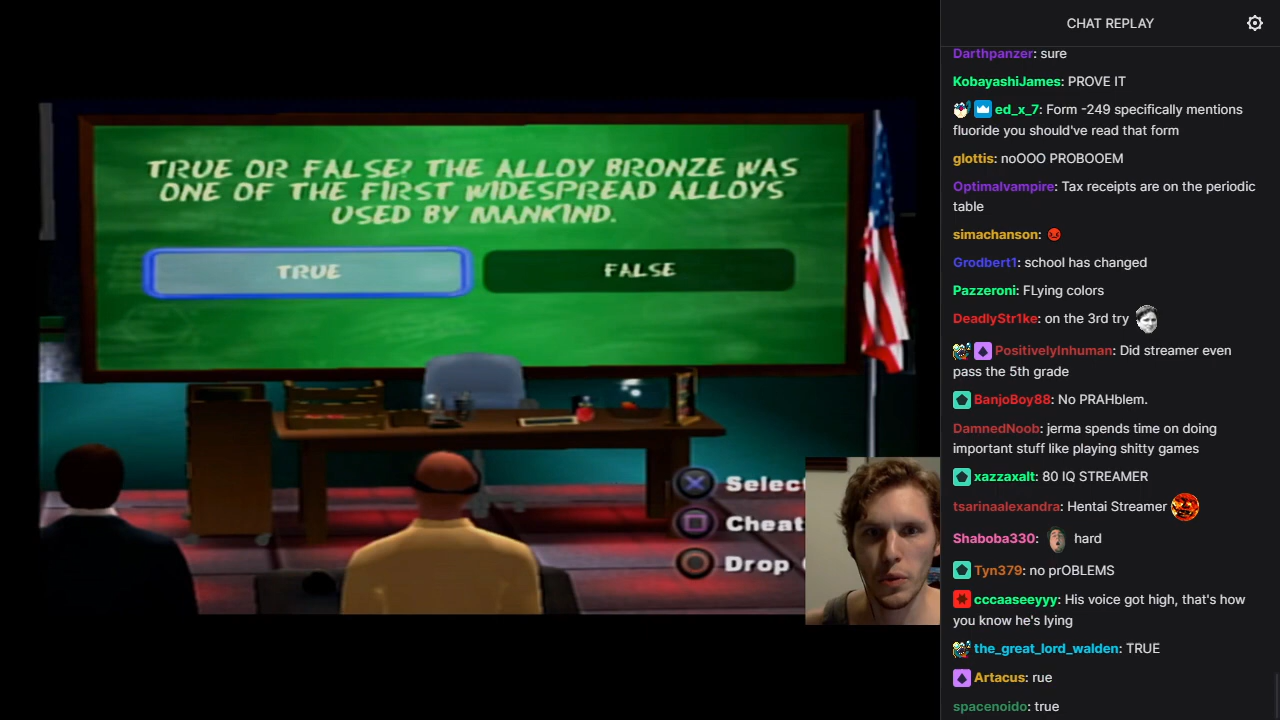 TRUE OR FALSE? THE ALLOY BRONZE WAS
ONE OF THE FIRST WIDESPREAD ALLOYS
USED BY MANKIND.
TRUE
FALSE
Select
Cheat
Drop
CHAT REPLAY
Darthpanzer: sure
KobayashiJames: PROVE IT
ed_x_7: Form -249 specifically mentions
fluoride you should've read that form
glottis: noOOO PROBOOEM
Optimalvampire: Tax receipts are on the periodic
table
simachanson:
Grodbert1: school has changed
Pazzeroni: FLying colors
DeadlyStr1ke: on the 3rd try
PositivelyInhuman: Did streamer even
pass the 5th grade
BanjoBoy88: No PRAHblem.
DamnedNoob: jerma spends time on doing
important stuff like playing shitty games
xazzaxalt: 80 IQ STREAMER
tsarinaalexandra: Hentai Streamer
Shaboba330: hard
Tyn379: no prOBLEMS
cccaaseeyyy: His voice got high, that's how
you know he's lying
the_great_lord_walden: TRUE
Artacus: rue
spacenoido: true